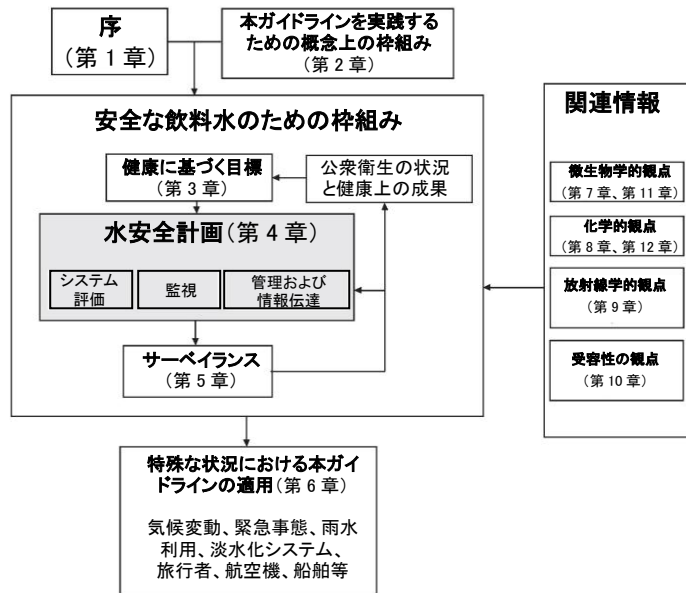 序
(第1章)
本ガイドラインを実践する
ための概念上の枠組み
(第2章)
安全な飲料水のための枠組み
健康に基づく目標
(第3章)
公衆衛生の状況
と健康上の成果
水安全計画(第4章)
システム
評価
監視
管理および
情報伝達
サーベイランス
(第5章)
関連情報
微生物学的観点
(第7章、第11章)
化学的観点
(第8章、第12章)
放射線学的観点
(第9章)
受容性の観点
(第10章)
特殊な状況における本ガイ
ドラインの適用(第6章)
気候変動、緊急事態、雨水
利用、淡水化システム、
旅行者、航空機、船舶等